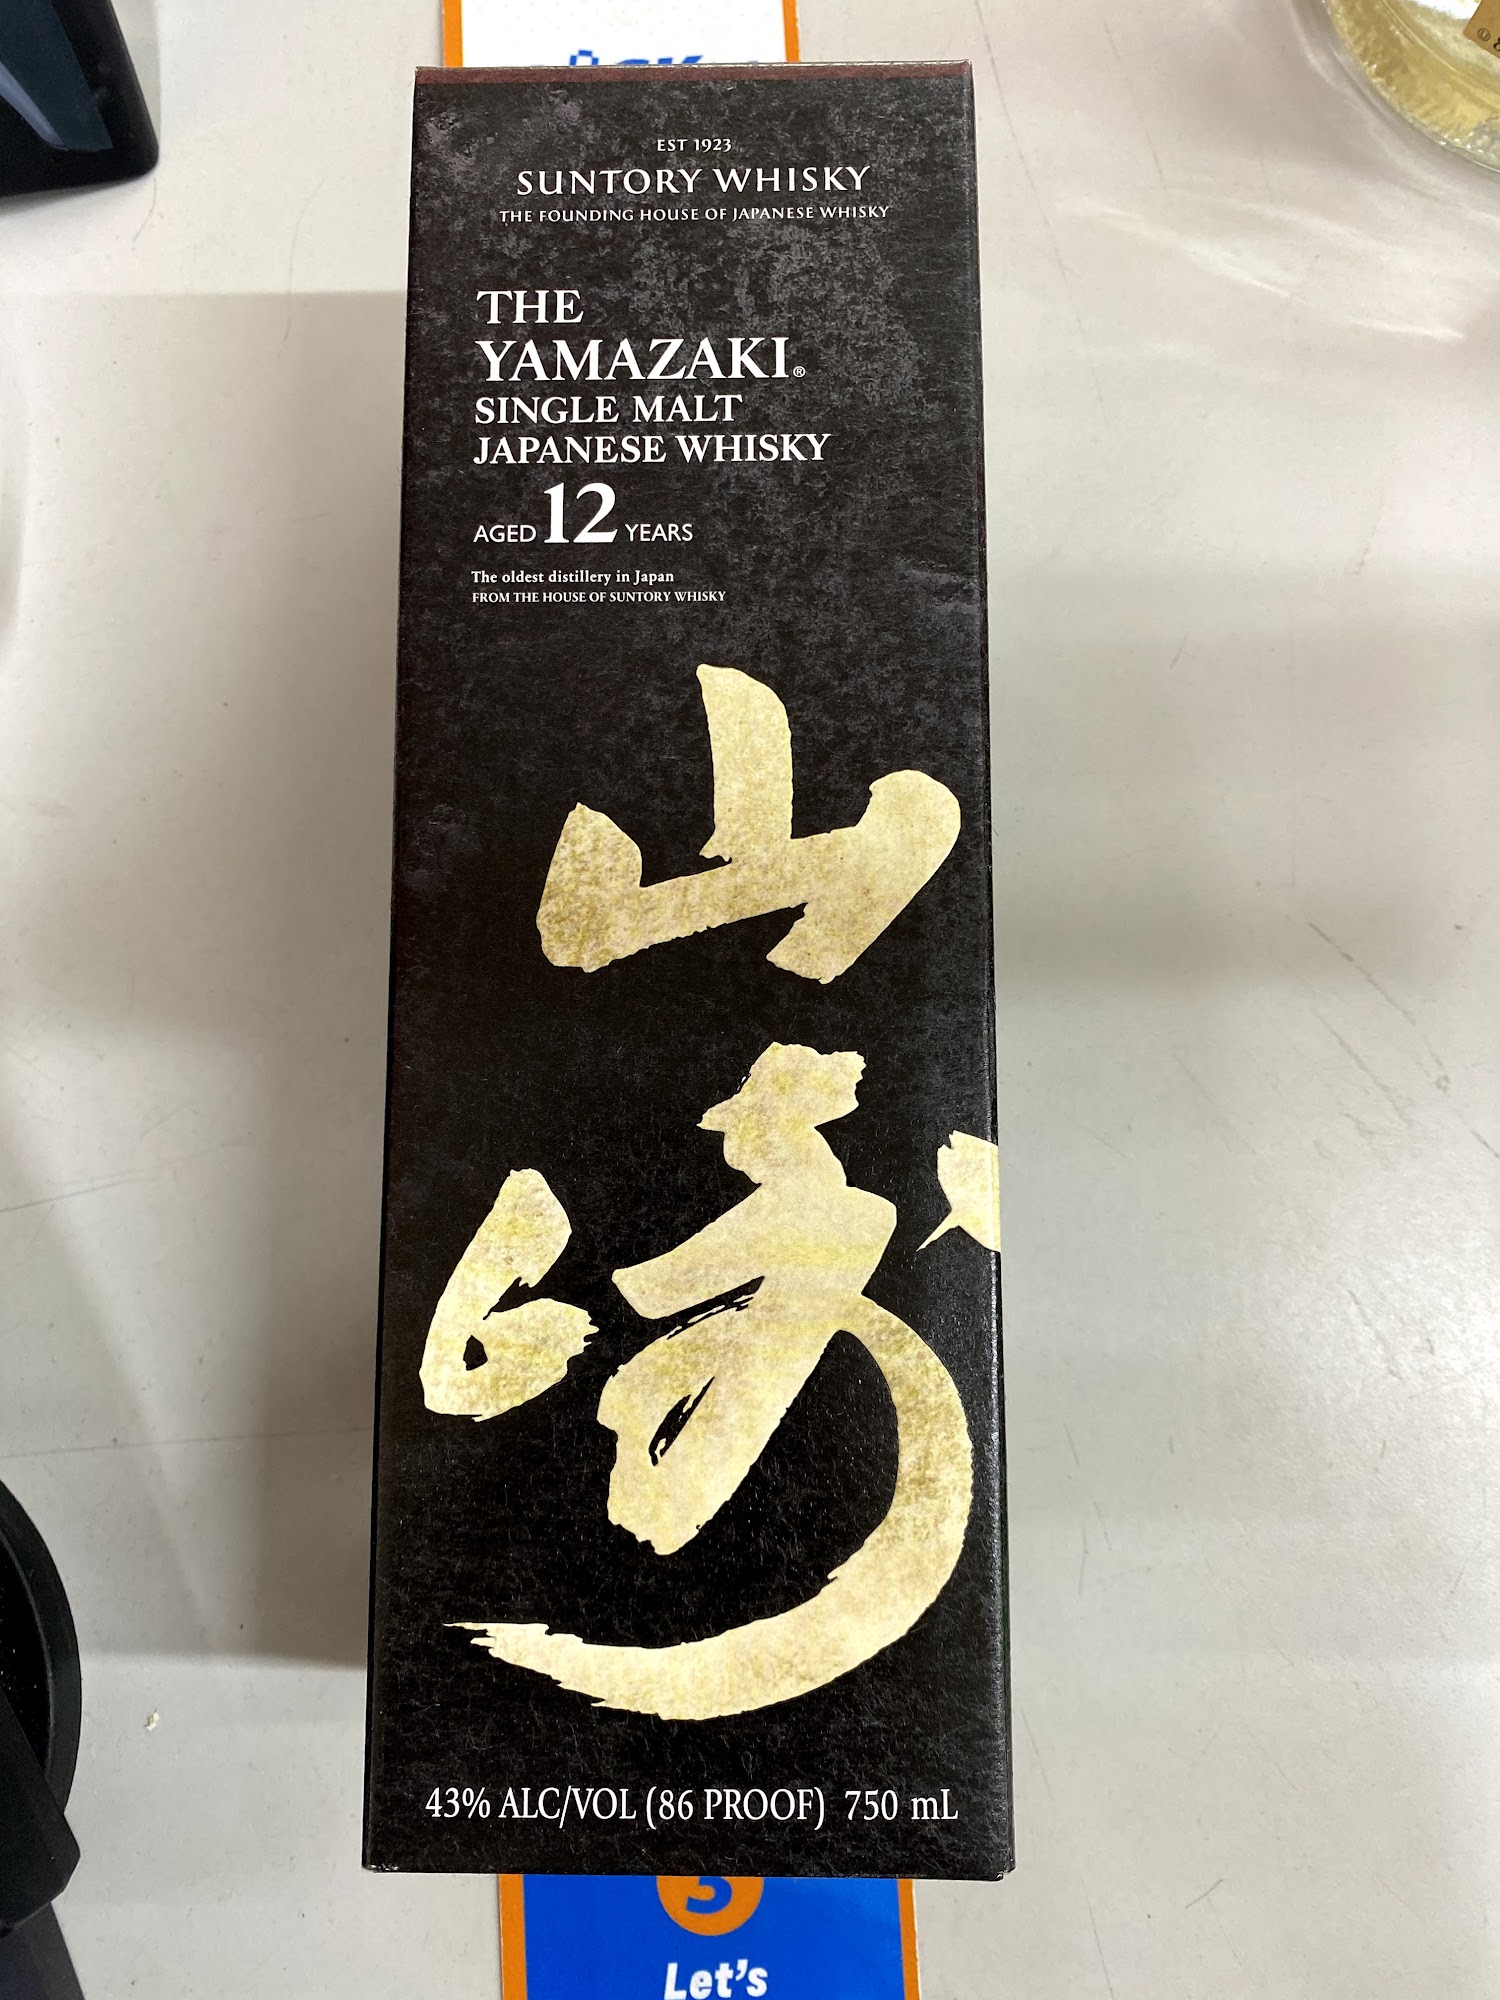 EST 1923
SUNTORY WHISKY
THE FOUNDING HOUSE OF JAPANESE WHISKY
THE
YAMAZAKI®
SINGLE MALT
JAPANESE WHISKY
AGED 12 YEARS
The oldest distillery in Japan
FROM THE HOUSE OF SUNTORY WHISKY
山
崎
43% ALC/VOL (86 PROOF) 750 mL
3
Let's